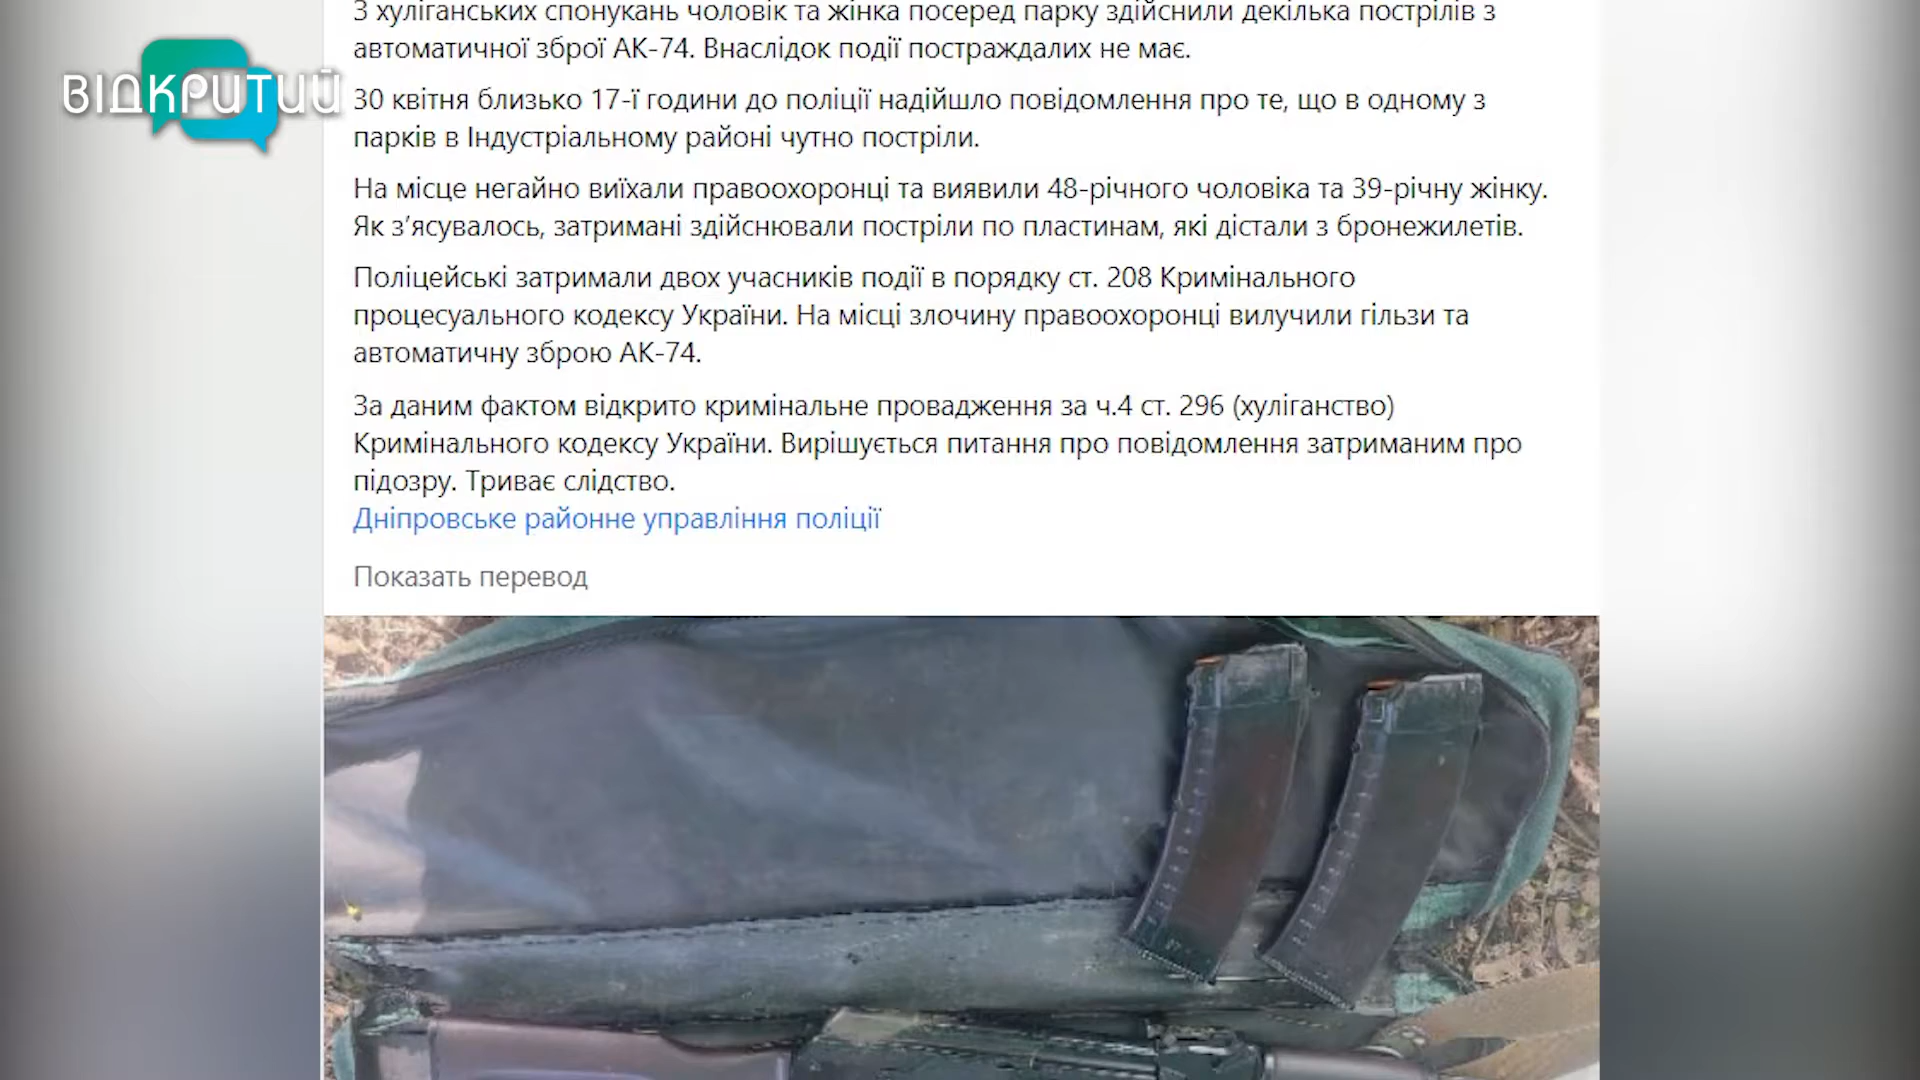 З хуліганських спонукань чоловік та жінка посеред парку здійснили декілька пострілів з
автоматичної зброї АК-74. Внаслідок події постраждалих не має.
ВІДКРИТИЙ
30 квітня близько 17-ї години до поліції надійшло повідомлення про те, що в одному з
парків в Індустріальному районі чутно постріли.
На місце негайно виїхали правоохоронці та виявили 48-річного чоловіка та 39-річну жінку.
Як з’ясувалось, затримані здійснювали постріли по пластинам, які дістали з бронежилетів.
Поліцейські затримали двох учасників події в порядку ст. 208 Кримінального
процесуального кодексу України. На місці злочину правоохоронці вилучили гільзи та
автоматичну зброю АК-74.
За даним фактом відкрито кримінальне провадження за ч.4 ст. 296 (хуліганство)
Кримінального кодексу України. Вирішується питання про повідомлення затриманим про
підозру. Триває слідство.
Дніпровське районне управління поліції
Показать перевод